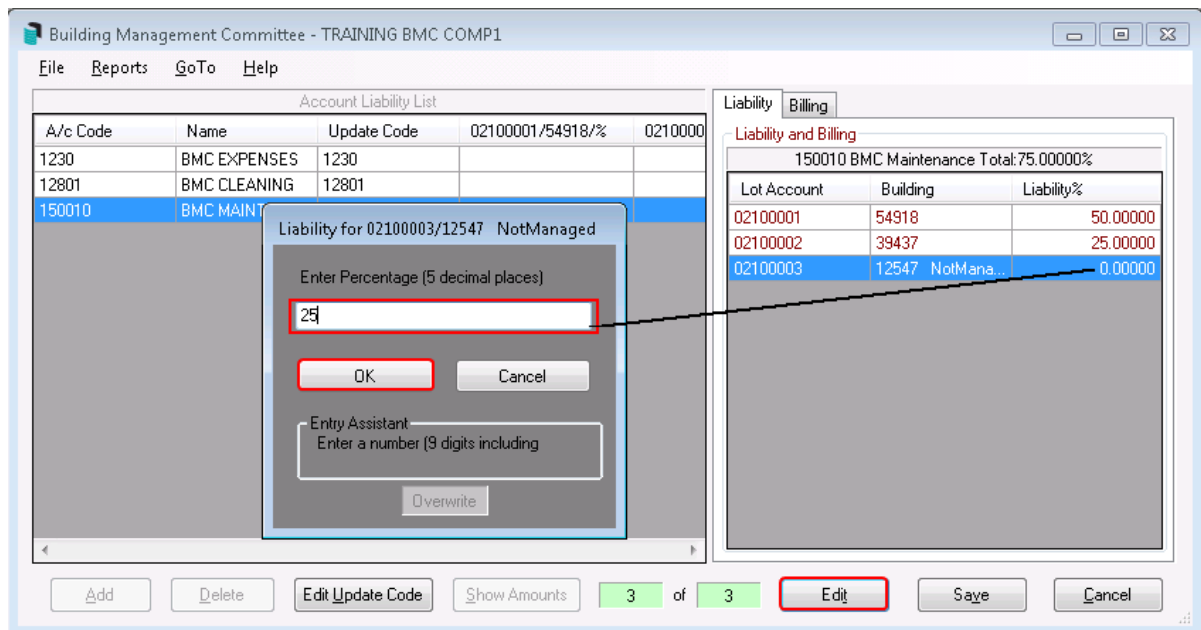 Building Management Committee - TRAINING BMC COMP1
File Reports GoTo Help
Account Liability List
A/c Code Name Update Code 02100001/54918/% 0210000
1230 BMC EXPENSES 1230
12801 BMC CLEANING 12801
150010 BMC MAINT
Liability for 02100003/12547 NotManaged
Enter Percentage (5 decimal places)
25
OK Cancel
Entry Assistant
Enter a number (9 digits including
Overwrite
Liability Billing
Liability and Billing
150010 BMC Maintenance Total:75.00000%
Lot Account Building Liability%
02100001 54918 50.00000
02100002 39437 25.00000
02100003 12547 NotMana... 0.00000
Add Delete Edit Update Code Show Amounts 3 of 3 Edit Save Cancel